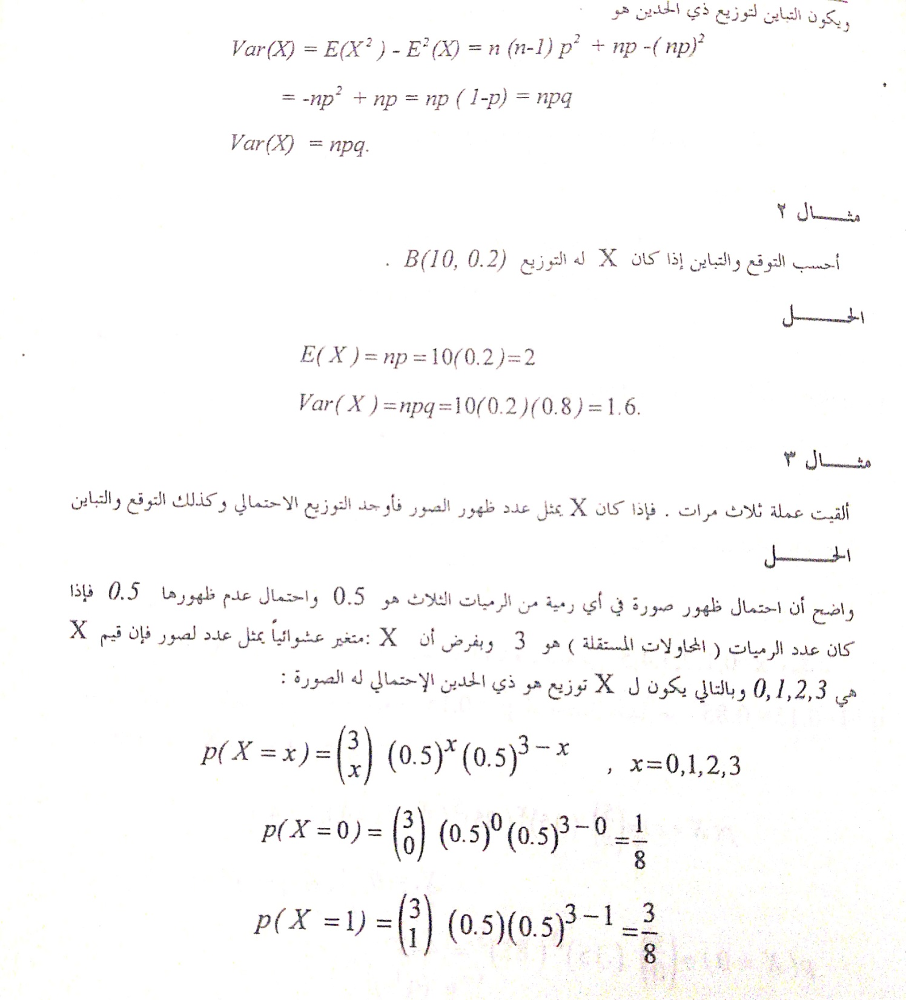 ويكون التباين لتوزيع ذي الحدين هو
Var(X) = E(X² ) - E²(X) = n (n-1) p² + np -( np)²
= -np² + np = np ( 1-p) = npq
Var(X) = npq.
مثـــال ٢
أحسب التوقع والتباين إذا كان X له التوزيع B(10, 0.2) .
الحـــــل
E( X ) = np = 10(0.2)=2
Var( X )=npq=10(0.2)(0.8)=1.6.
مثـــال ٣
ألقيت عملة ثلاث مرات . فإذا كان X يمثل عدد ظهور الصور فأوجد التوزيع الاحتمالي وكذلك التوقع والتباين
الحـــــل
واضح أن احتمال ظهور صورة في أي رمية من الرميات الثلاث هو 0.5 واحتمال عدم ظهورها 0.5 فإذا
كان عدد الرميات ( المحاولات المستقلة ) هو 3 وبفرض أن X :متغير عشوائياً يمثل عدد لصور فإن قيم X
هي 0,1,2,3 وبالتالي يكون ل X توزيع هو ذي الحدين الإحتمالي له الصورة :
p( X = x ) = (3 x) (0.5)^x (0.5)^{3 − x} , x=0,1,2,3
p( X = 0) = (3 0) (0.5)^0 (0.5)^{3 − 0} = 1/8
p( X = 1) = (3 1) (0.5)(0.5)^{3 − 1} = 3/8